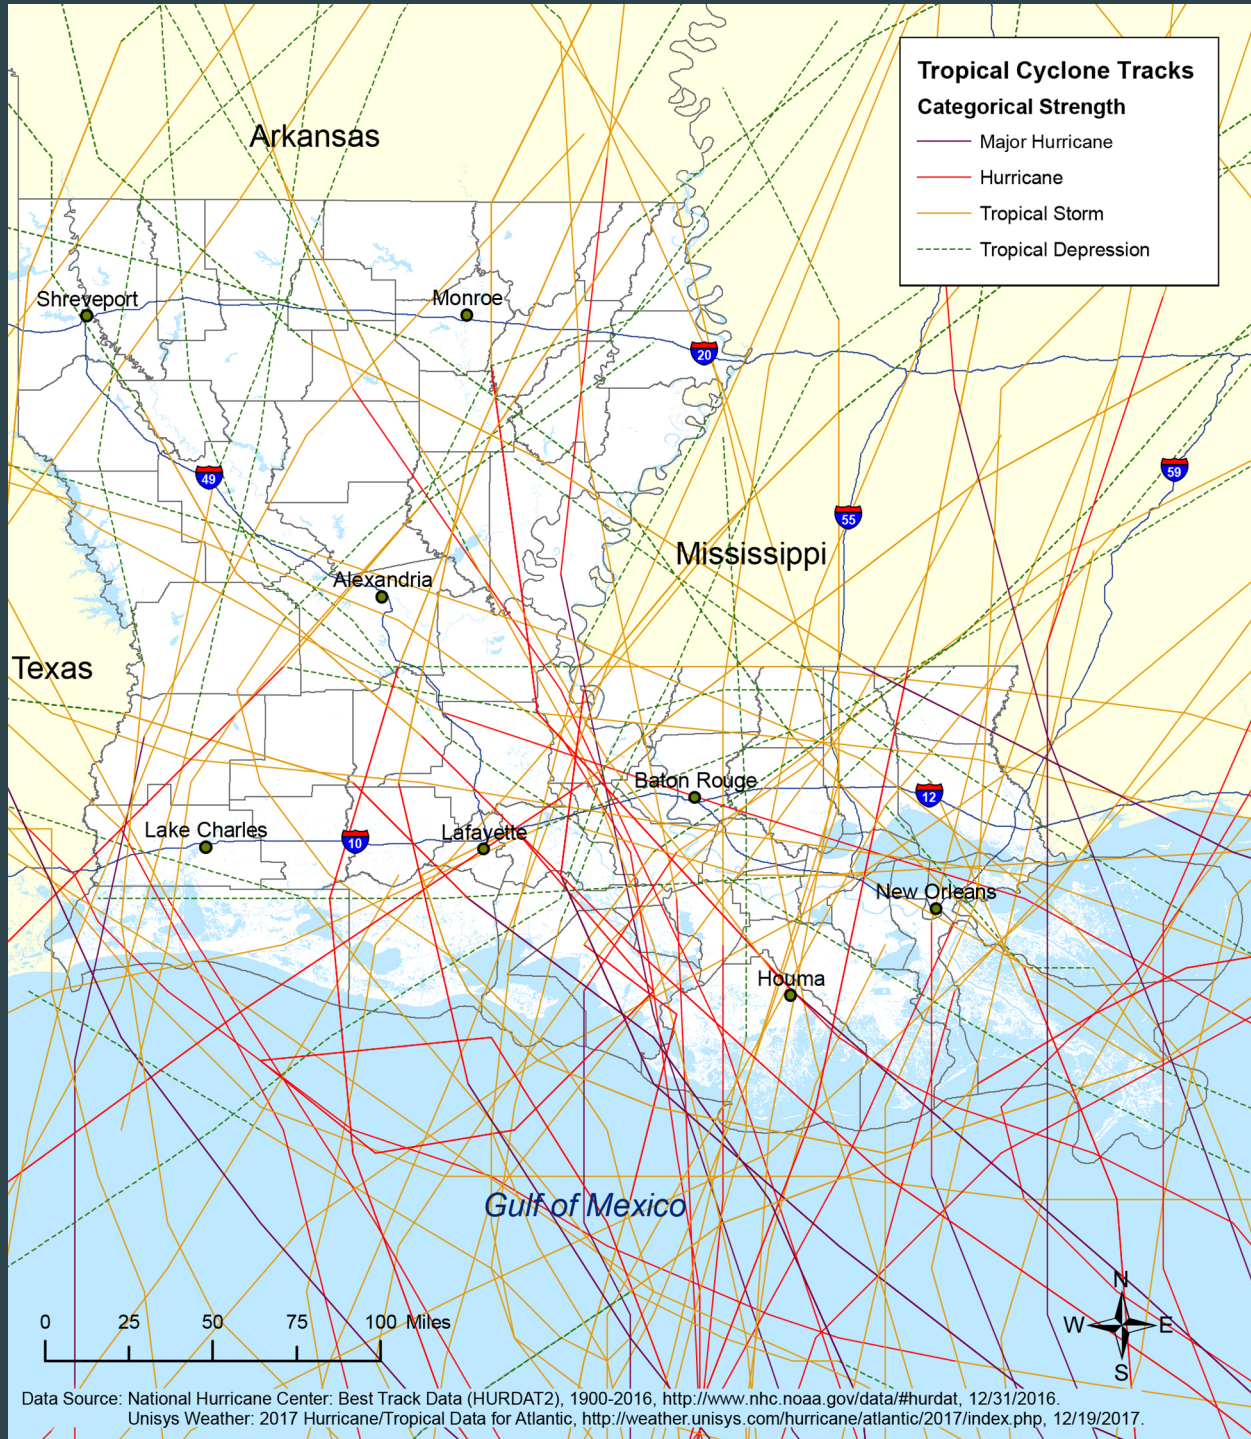 Tropical Cyclone Tracks
Categorical Strength
Major Hurricane
Hurricane
Tropical Storm
Tropical Depression
Arkansas
Shreveport
Monroe
20
49
59
55
Mississippi
Alexandria
Texas
Baton Rouge
12
Lake Charles
10
Lafayette
New Orleans
Houma
Gulf of Mexico
N
W E
S
0 25 50 75 100 Miles
Data Source: National Hurricane Center: Best Track Data (HURDAT2), 1900-2016, http://www.nhc.noaa.gov/data/#hurdat, 12/31/2016.
Unisys Weather: 2017 Hurricane/Tropical Data for Atlantic, http://weather.unisys.com/hurricane/atlantic/2017/index.php, 12/19/2017.